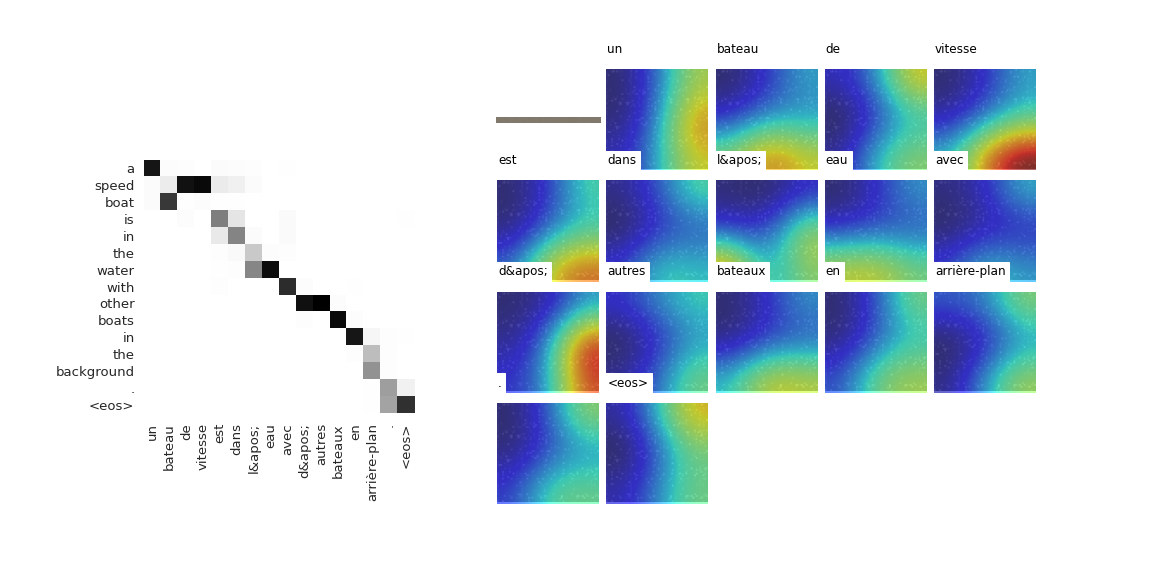 a
speed
boat
is
in
the
water
with
other
boats
in
the
background
.
<eos>
un
bateau
de
vitesse
est
dans
l&apos;
eau
avec
d&apos;
autres
bateaux
en
arrière-plan
.
<eos>
un bateau de vitesse
est dans l&apos; eau avec
d&apos; autres bateaux en arrière-plan
. <eos>